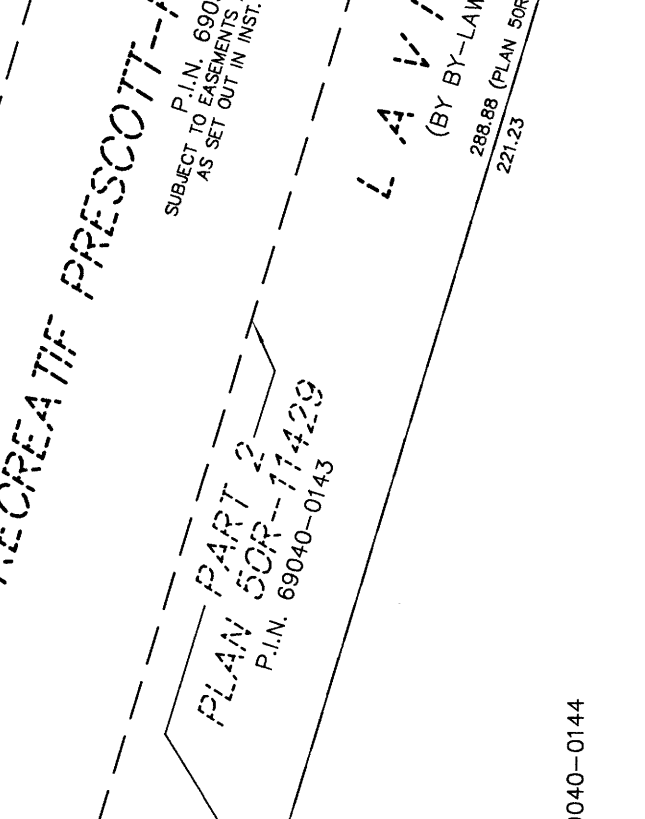 RECREATIF PRESCOTT--
P.I.N. 690
SUBJECT TO EASEMENTS
AS SET OUT IN INST.
L A V
(BY BY-LAW
288.88 (PLAN 50R
221.23
PART 2
PLAN 50R--11429
P.I.N. 69040-0143
0040-0144